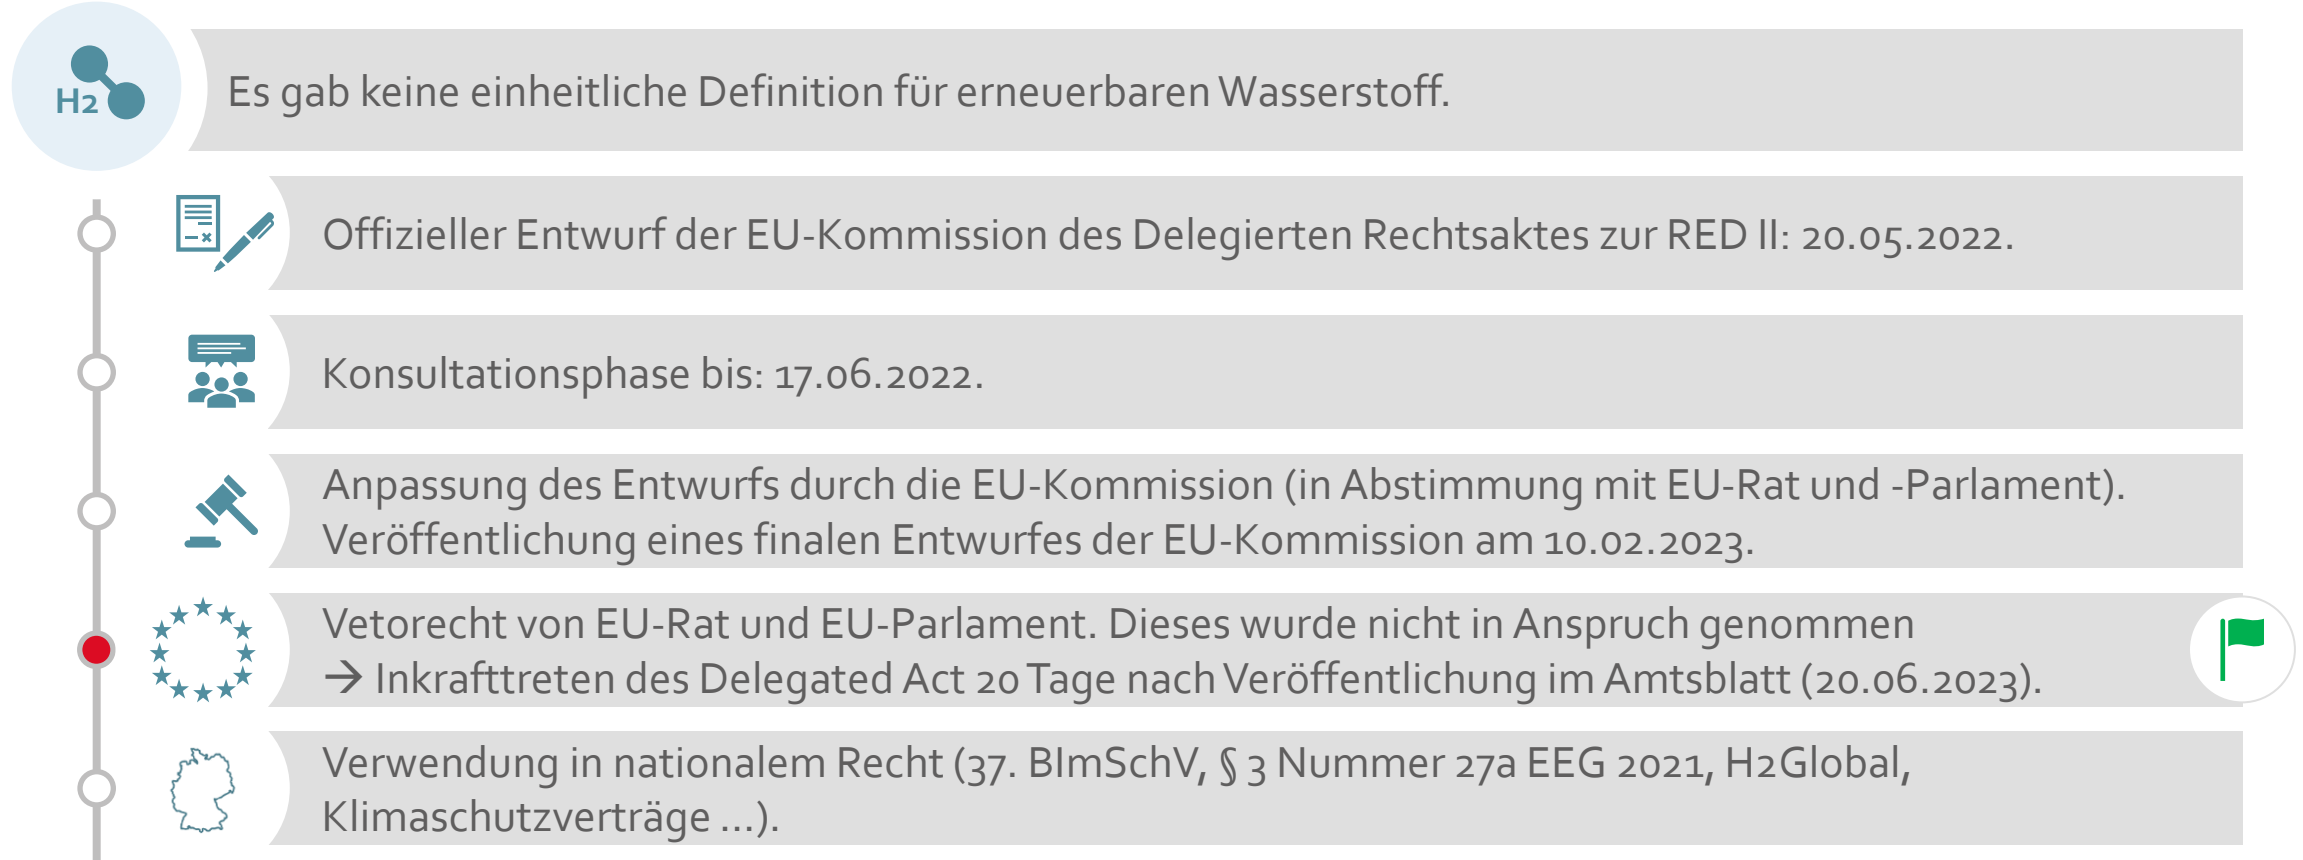 H2
Es gab keine einheitliche Definition für erneuerbaren Wasserstoff.
Offizieller Entwurf der EU-Kommission des Delegierten Rechtsaktes zur RED II: 20.05.2022.
Konsultationsphase bis: 17.06.2022.
Anpassung des Entwurfs durch die EU-Kommission (in Abstimmung mit EU-Rat und -Parlament).
Veröffentlichung eines finalen Entwurfes der EU-Kommission am 10.02.2023.
Vetorecht von EU-Rat und EU-Parlament. Dieses wurde nicht in Anspruch genommen
→ Inkrafttreten des Delegated Act 20 Tage nach Veröffentlichung im Amtsblatt (20.06.2023).
Verwendung in nationalem Recht (37. BImSchV, § 3 Nummer 27a EEG 2021, H2Global,
Klimaschutzverträge ...).